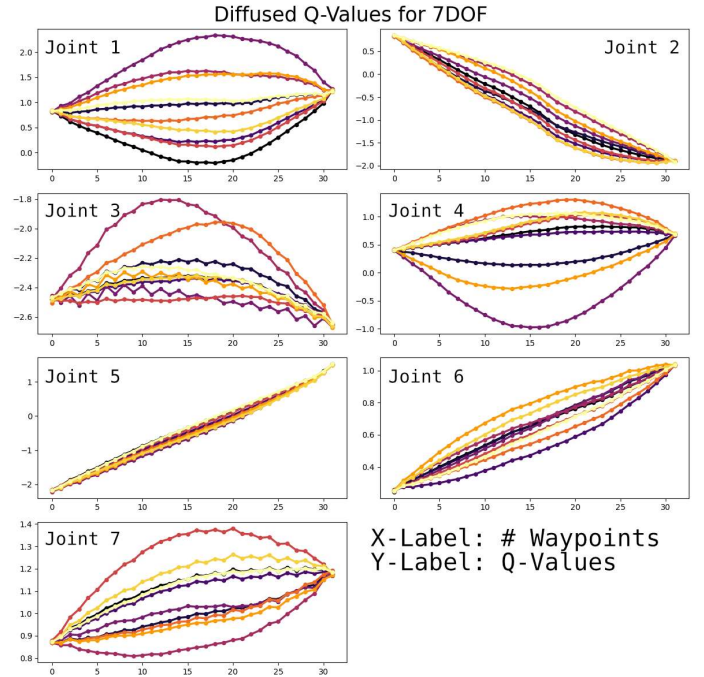 Diffused Q-Values for 7DOF
Joint 1
2.0
1.5
1.0
0.5
0.0
0 5 10 15 20 25 30
Joint 2
0.5
0.0
−0.5
−1.0
−1.5
−2.0
0 5 10 15 20 25 30
Joint 3
−1.8
−2.0
−2.2
−2.4
−2.6
0 5 10 15 20 25 30
Joint 4
1.0
0.5
0.0
−0.5
−1.0
0 5 10 15 20 25 30
Joint 5
1
0
−1
−2
0 5 10 15 20 25 30
Joint 6
1.0
0.8
0.6
0.4
0 5 10 15 20 25 30
Joint 7
1.4
1.3
1.2
1.1
1.0
0.9
0.8
0 5 10 15 20 25 30
X-Label: # Waypoints
Y-Label: Q-Values